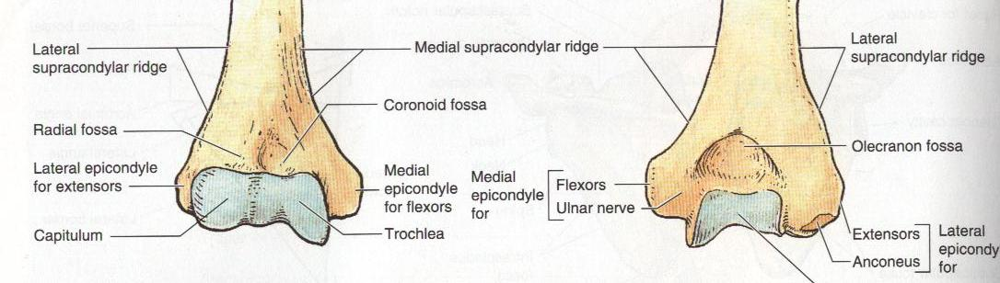 Lateral
supracondylar ridge
Radial fossa
Lateral epicondyle
for extensors
Capitulum
Medial supracondylar ridge
Coronoid fossa
Medial
epicondyle
for flexors
Trochlea
Medial
epicondyle
for
Flexors
Ulnar nerve
Lateral
supracondylar ridge
Olecranon fossa
Extensors
Anconeus
Lateral
epicondy
for